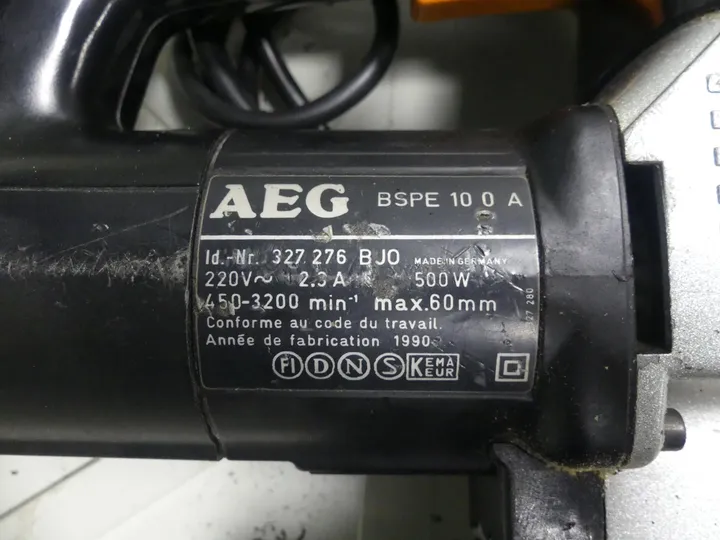 AEG BSPE 10 0 A
Id.-Nr. 327 276 BJO MADE IN GERMANY
220V~ 2.3 A 500 W
450-3200 min⁻¹ max.60mm
Conforme au code du travail.
Année de fabrication 1990
FI D N S KEMA KEUR